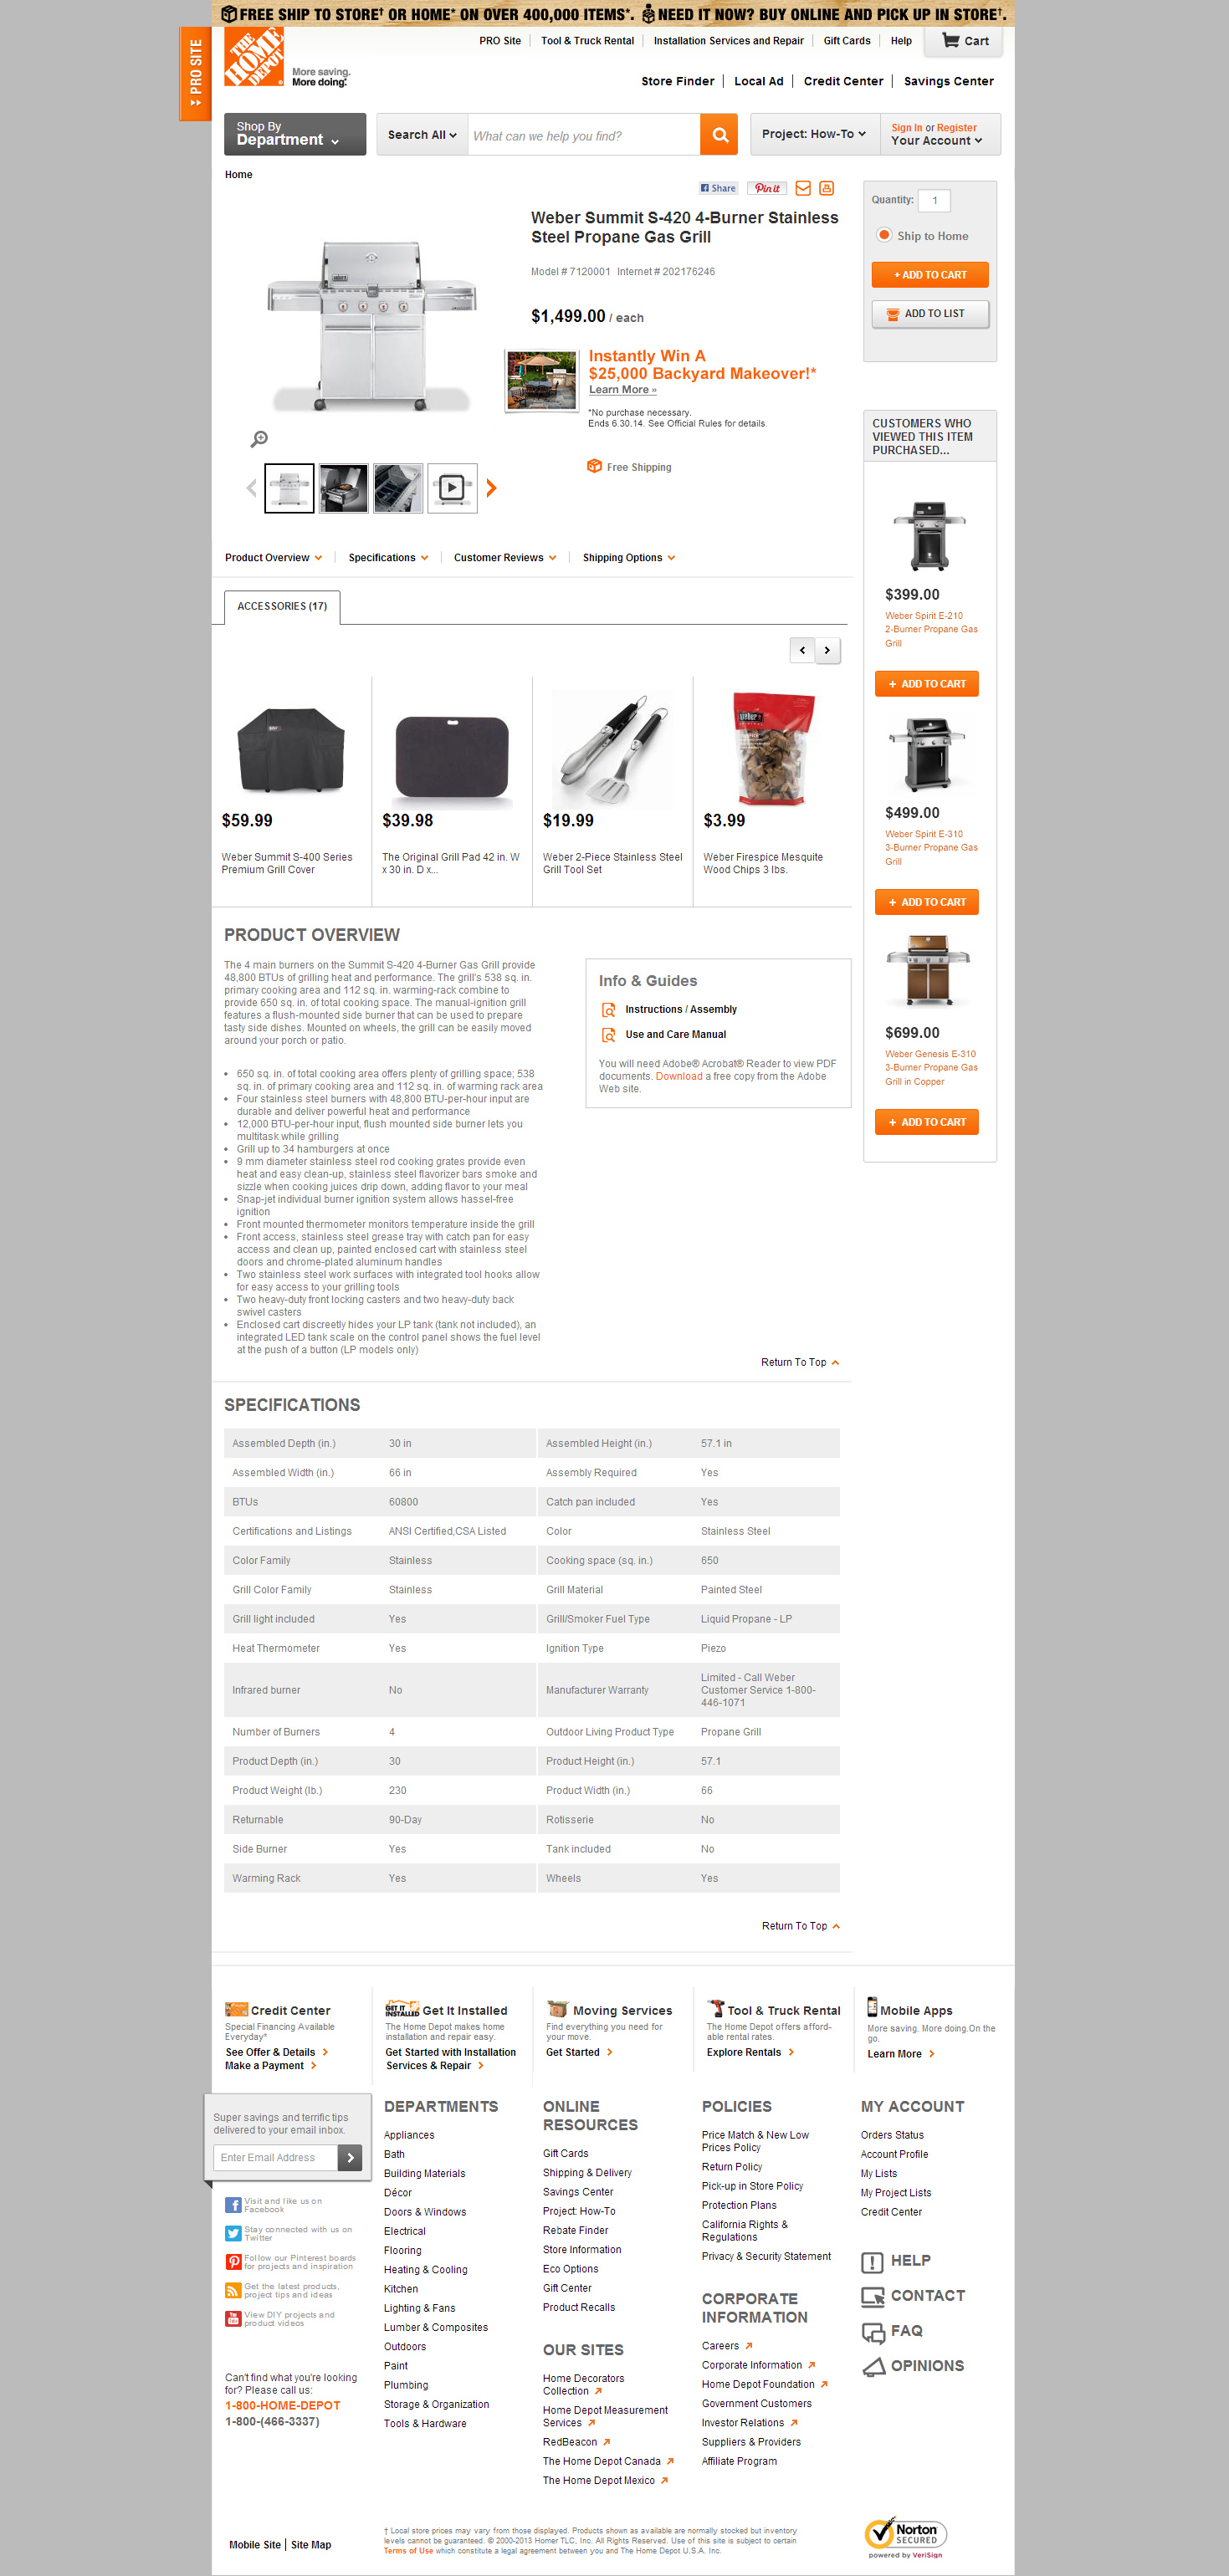 FREE SHIP TO STORE† OR HOME* ON OVER 400,000 ITEMS*. NEED IT NOW? BUY ONLINE AND PICK UP IN STORE†.
PRO SITE
THE HOME DEPOT
More saving.
More doing.
PRO Site
Tool & Truck Rental
Installation Services and Repair
Gift Cards
Help
Cart
Store Finder
Local Ad
Credit Center
Savings Center
Shop By
Department
Search All
What can we help you find?
Project: How-To
Sign In or Register
Your Account
Home
Share
Pin it
Weber Summit S-420 4-Burner Stainless
Steel Propane Gas Grill
Model # 7120001 Internet # 202176246
$1,499.00 / each
Instantly Win A
$25,000 Backyard Makeover!*
Learn More »
*No purchase necessary.
Ends 6.30.14. See Official Rules for details.
Free Shipping
Quantity: 1
Ship to Home
+ ADD TO CART
ADD TO LIST
Product Overview
Specifications
Customer Reviews
Shipping Options
ACCESSORIES (17)
$59.99
Weber Summit S-400 Series
Premium Grill Cover
$39.98
The Original Grill Pad 42 in. W
x 30 in. D x...
$19.99
Weber 2-Piece Stainless Steel
Grill Tool Set
weber
$3.99
Weber Firespice Mesquite
Wood Chips 3 lbs.
CUSTOMERS WHO
VIEWED THIS ITEM
PURCHASED...
$399.00
Weber Spirit E-210
2-Burner Propane Gas
Grill
+ ADD TO CART
$499.00
Weber Spirit E-310
3-Burner Propane Gas
Grill
+ ADD TO CART
$699.00
Weber Genesis E-310
3-Burner Propane Gas
Grill in Copper
+ ADD TO CART
PRODUCT OVERVIEW
The 4 main burners on the Summit S-420 4-Burner Gas Grill provide
48,800 BTUs of grilling heat and performance. The grill's 538 sq. in.
primary cooking area and 112 sq. in. warming-rack combine to
provide 650 sq. in. of total cooking space. The manual-ignition grill
features a flush-mounted side burner that can be used to prepare
tasty side dishes. Mounted on wheels, the grill can be easily moved
around your porch or patio.
• 650 sq. in. of total cooking area offers plenty of grilling space; 538
sq. in. of primary cooking area and 112 sq. in. of warming rack area
• Four stainless steel burners with 48,800 BTU-per-hour input are
durable and deliver powerful heat and performance
• 12,000 BTU-per-hour input, flush mounted side burner lets you
multitask while grilling
• Grill up to 34 hamburgers at once
• 9 mm diameter stainless steel rod cooking grates provide even
heat and easy clean-up, stainless steel flavorizer bars smoke and
sizzle when cooking juices drip down, adding flavor to your meal
• Snap-jet individual burner ignition system allows hassel-free
ignition
• Front mounted thermometer monitors temperature inside the grill
• Front access, stainless steel grease tray with catch pan for easy
access and clean up, painted enclosed cart with stainless steel
doors and chrome-plated aluminum handles
• Two stainless steel work surfaces with integrated tool hooks allow
for easy access to your grilling tools
• Two heavy-duty front locking casters and two heavy-duty back
swivel casters
• Enclosed cart discreetly hides your LP tank (tank not included), an
integrated LED tank scale on the control panel shows the fuel level
at the push of a button (LP models only)
Info & Guides
Instructions / Assembly
Use and Care Manual
You will need Adobe® Acrobat® Reader to view PDF
documents. Download a free copy from the Adobe
Web site.
Return To Top
SPECIFICATIONS
Assembled Depth (in.) 30 in Assembled Height (in.) 57.1 in
Assembled Width (in.) 66 in Assembly Required Yes
BTUs 60800 Catch pan included Yes
Certifications and Listings ANSI Certified,CSA Listed Color Stainless Steel
Color Family Stainless Cooking space (sq. in.) 650
Grill Color Family Stainless Grill Material Painted Steel
Grill light included Yes Grill/Smoker Fuel Type Liquid Propane - LP
Heat Thermometer Yes Ignition Type Piezo
Infrared burner No Manufacturer Warranty Limited - Call Weber
Customer Service 1-800-
446-1071
Number of Burners 4 Outdoor Living Product Type Propane Grill
Product Depth (in.) 30 Product Height (in.) 57.1
Product Weight (lb.) 230 Product Width (in.) 66
Returnable 90-Day Rotisserie No
Side Burner Yes Tank included No
Warming Rack Yes Wheels Yes
Return To Top
Credit Center
Special Financing Available
Everyday*
See Offer & Details
Make a Payment
GET IT INSTALLED
Get It Installed
The Home Depot makes home
installation and repair easy.
Get Started with Installation
Services & Repair
Moving Services
Find everything you need for
your move.
Get Started
Tool & Truck Rental
The Home Depot offers afford-
able rental rates.
Explore Rentals
Mobile Apps
More saving. More doing.On the
go.
Learn More
Super savings and terrific tips
delivered to your email inbox.
Enter Email Address
Visit and like us on
Facebook
Stay connected with us on
Twitter
Follow our Pinterest boards
for projects and inspiration
Get the latest products,
project tips and ideas
View DIY projects and
product videos
Can't find what you're looking
for? Please call us:
1-800-HOME-DEPOT
1-800-(466-3337)
DEPARTMENTS
Appliances
Bath
Building Materials
Décor
Doors & Windows
Electrical
Flooring
Heating & Cooling
Kitchen
Lighting & Fans
Lumber & Composites
Outdoors
Paint
Plumbing
Storage & Organization
Tools & Hardware
ONLINE
RESOURCES
Gift Cards
Shipping & Delivery
Savings Center
Project: How-To
Rebate Finder
Store Information
Eco Options
Gift Center
Product Recalls
OUR SITES
Home Decorators
Collection
Home Depot Measurement
Services
RedBeacon
The Home Depot Canada
The Home Depot Mexico
POLICIES
Price Match & New Low
Prices Policy
Return Policy
Pick-up in Store Policy
Protection Plans
California Rights &
Regulations
Privacy & Security Statement
CORPORATE
INFORMATION
Careers
Corporate Information
Home Depot Foundation
Government Customers
Investor Relations
Suppliers & Providers
Affiliate Program
MY ACCOUNT
Orders Status
Account Profile
My Lists
My Project Lists
Credit Center
HELP
CONTACT
FAQ
OPINIONS
Mobile Site | Site Map
† Local store prices may vary from those displayed. Products shown as available are normally stocked but inventory
levels cannot be guaranteed. © 2000-2013 Homer TLC, Inc. All Rights Reserved. Use of this site is subject to certain
Terms of Use which constitute a legal agreement between you and The Home Depot U.S.A. Inc.
Norton
SECURED
powered by VeriSign